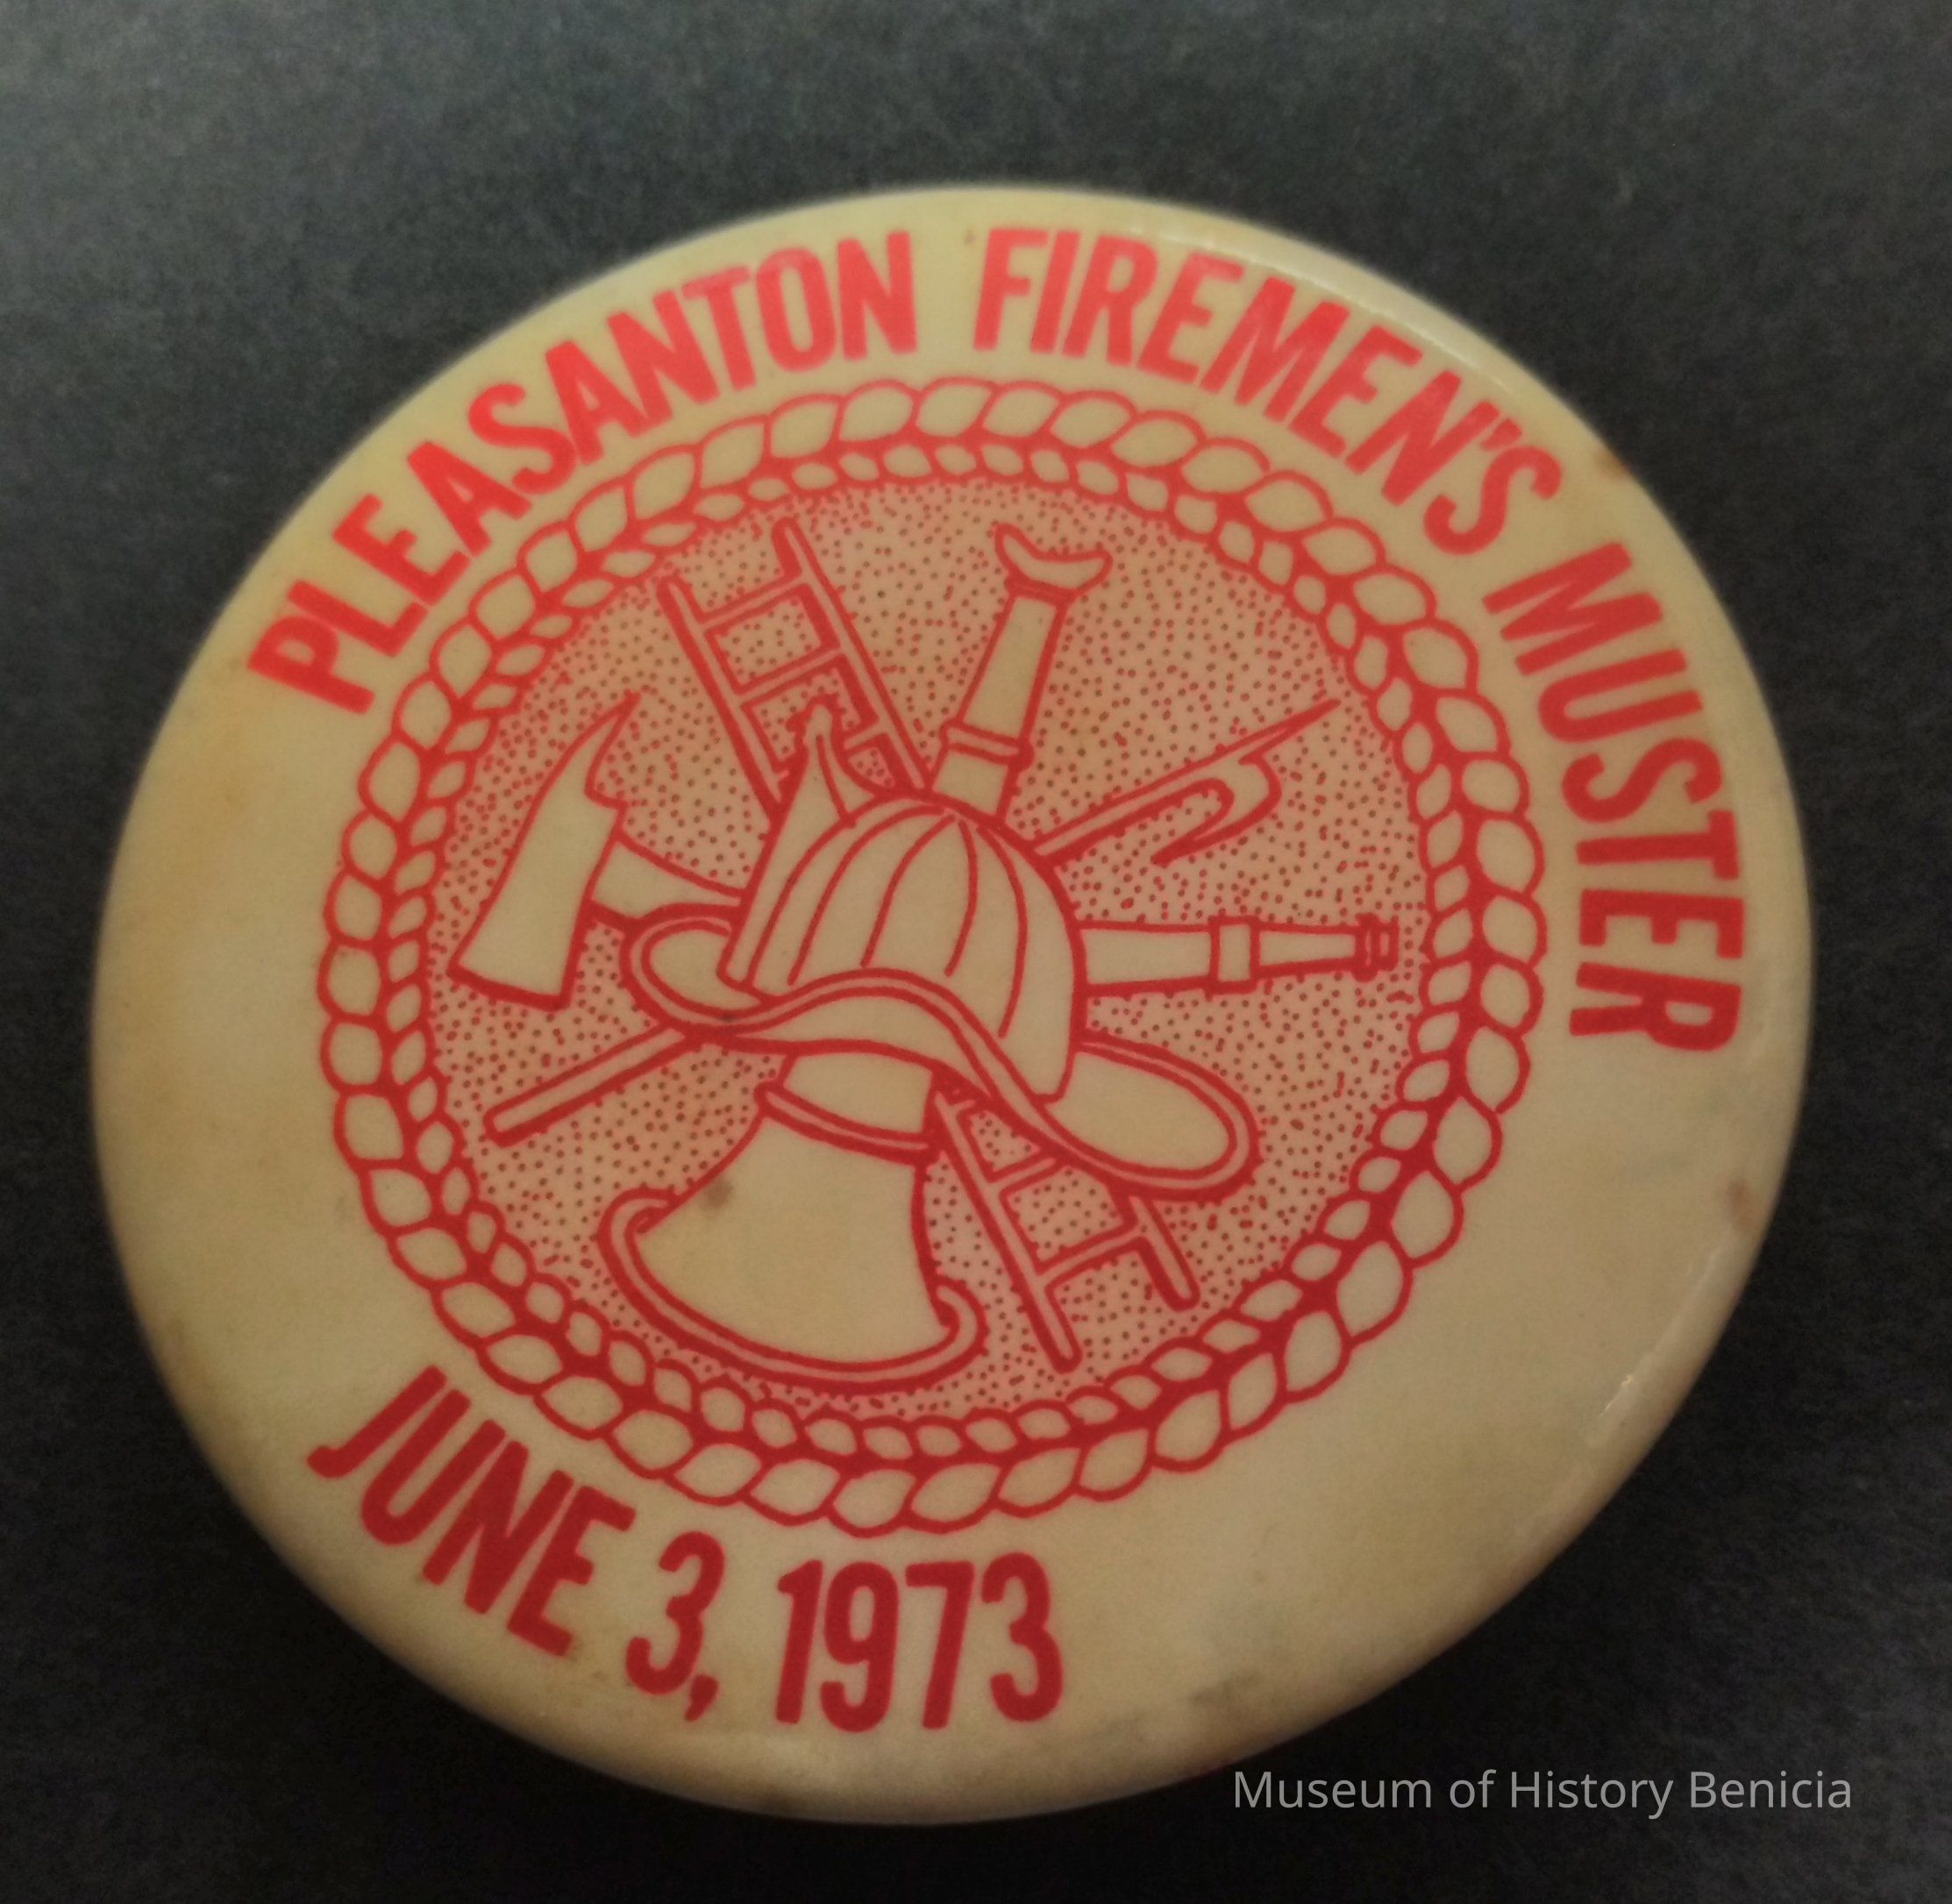 PLEASANTON FIREMEN'S MUSTER
JUNE 3, 1973
Museum of History Benicia